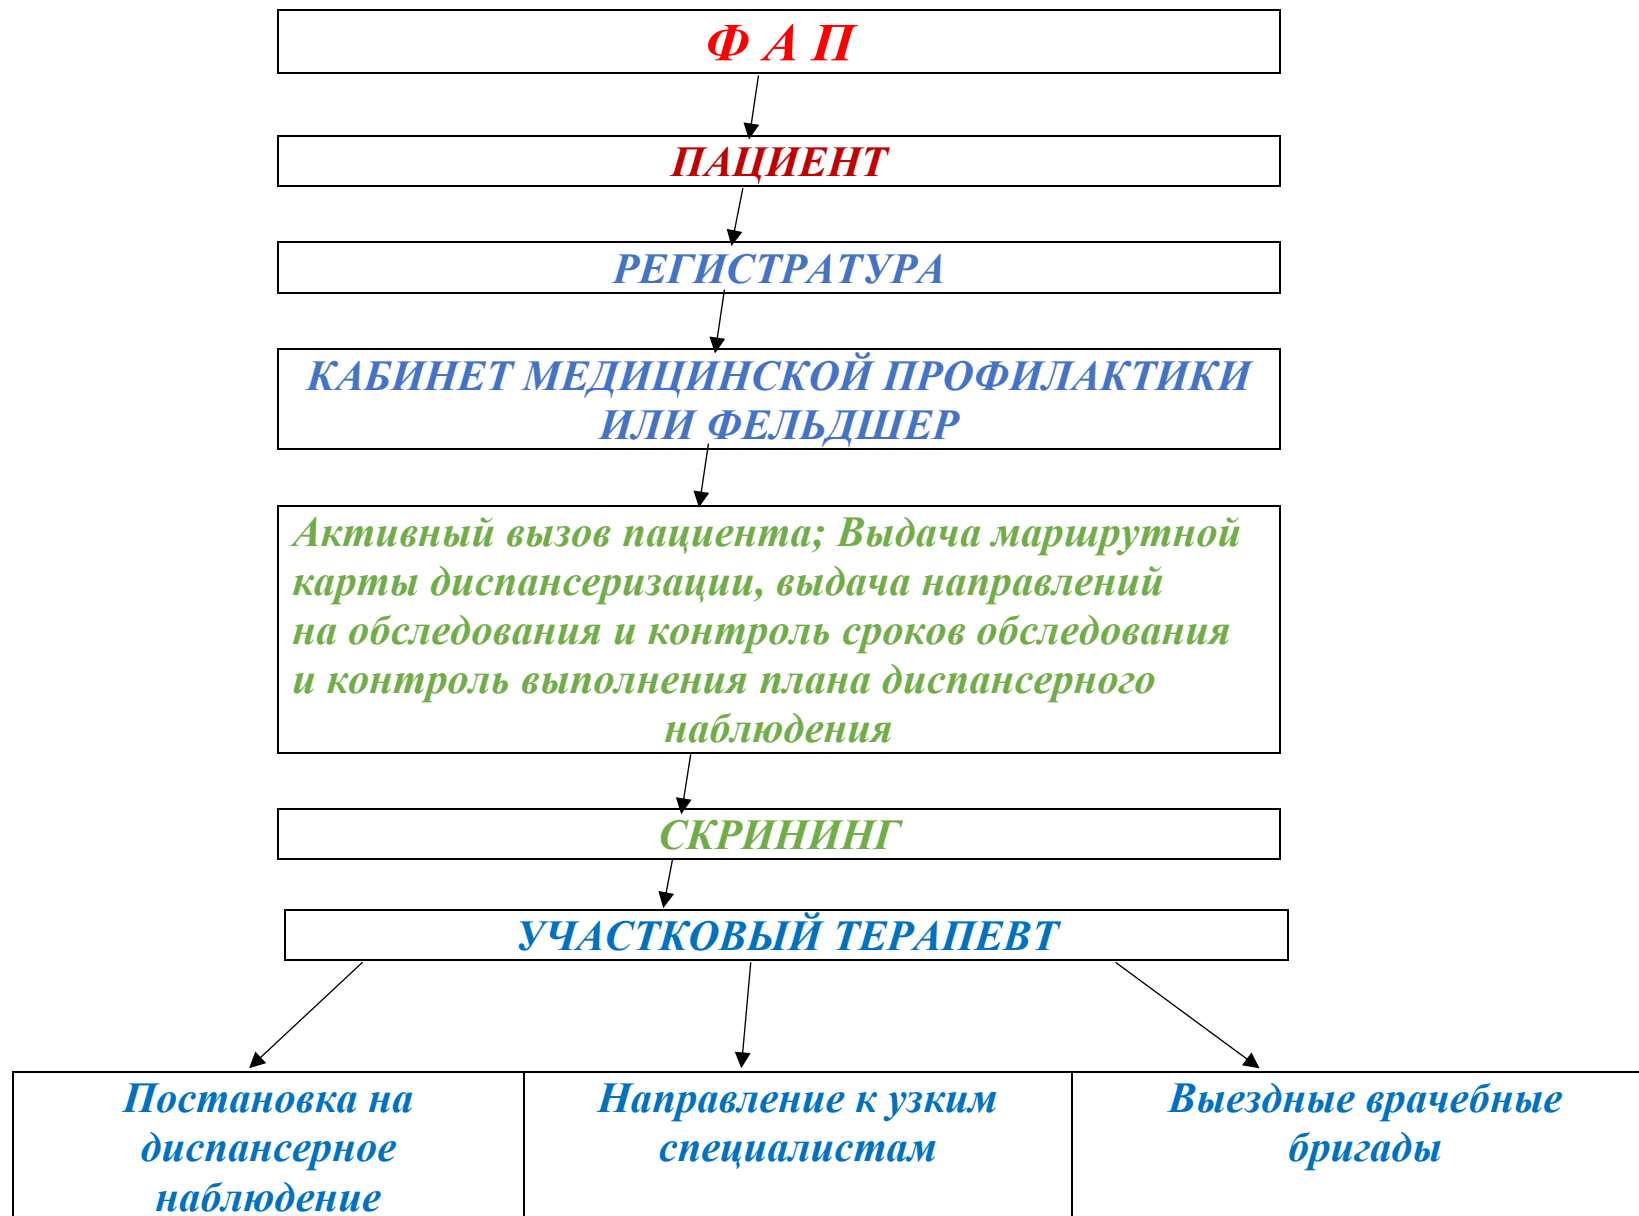 Ф А П
ПАЦИЕНТ
РЕГИСТРАТУРА
КАБИНЕТ МЕДИЦИНСКОЙ ПРОФИЛАКТИКИ
ИЛИ ФЕЛЬДШЕР
Активный вызов пациента; Выдача маршрутной
карты диспансеризации, выдача направлений
на обследования и контроль сроков обследования
и контроль выполнения плана диспансерного
наблюдения
СКРИНИНГ
УЧАСТКОВЫЙ ТЕРАПЕВТ
Постановка на
диспансерное
наблюдение
Направление к узким
специалистам
Выездные врачебные
бригады